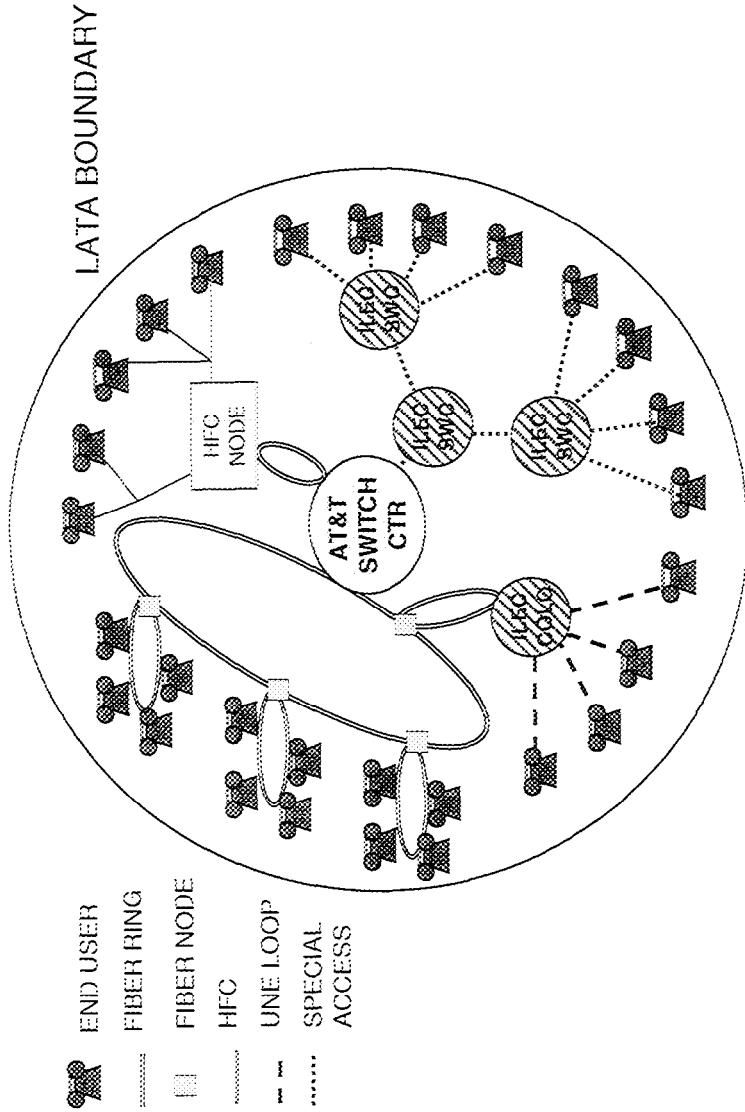 LATA BOUNDARY
HFC
NODE
AT&T
SWITCH
CTR
ILEC
SWC
ILEC
SWC
ILEC
SWC
ILEC
COLO
END USER
FIBER RING
FIBER NODE
HFC
UNE LOOP
SPECIAL
ACCESS